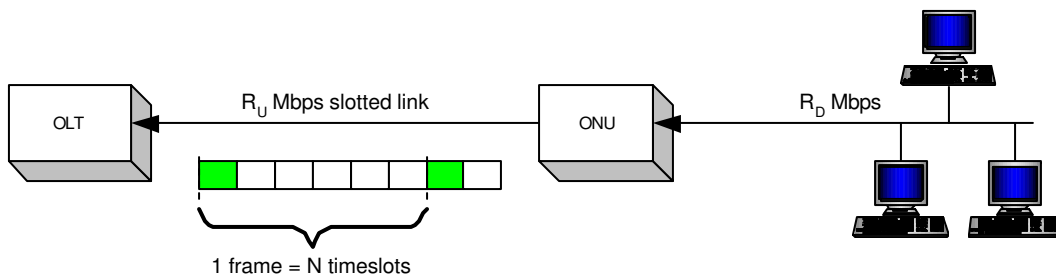 OLT
R_U Mbps slotted link
ONU
R_D Mbps
1 frame = N timeslots